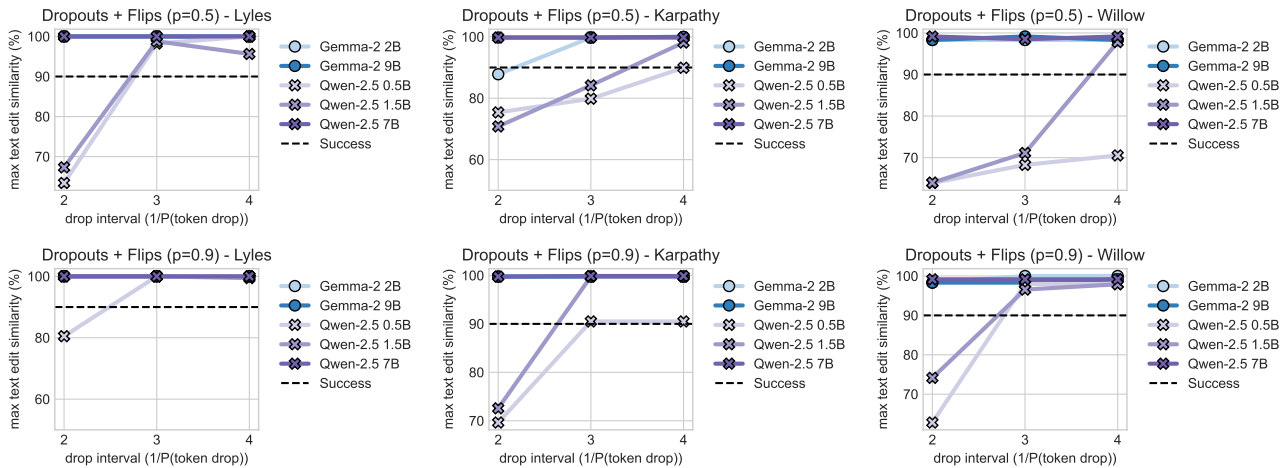 Dropouts + Flips (p=0.5) - Lyles
max text edit similarity (%)
100
90
80
70
2
3
4
drop interval (1/P(token drop))
Gemma-2 2B
Gemma-2 9B
Qwen-2.5 0.5B
Qwen-2.5 1.5B
Qwen-2.5 7B
Success
Dropouts + Flips (p=0.5) - Karpathy
max text edit similarity (%)
100
80
60
2
3
4
drop interval (1/P(token drop))
Gemma-2 2B
Gemma-2 9B
Qwen-2.5 0.5B
Qwen-2.5 1.5B
Qwen-2.5 7B
Success
Dropouts + Flips (p=0.5) - Willow
max text edit similarity (%)
100
90
80
70
2
3
4
drop interval (1/P(token drop))
Gemma-2 2B
Gemma-2 9B
Qwen-2.5 0.5B
Qwen-2.5 1.5B
Qwen-2.5 7B
Success
Dropouts + Flips (p=0.9) - Lyles
max text edit similarity (%)
100
80
60
2
3
4
drop interval (1/P(token drop))
Gemma-2 2B
Gemma-2 9B
Qwen-2.5 0.5B
Qwen-2.5 1.5B
Qwen-2.5 7B
Success
Dropouts + Flips (p=0.9) - Karpathy
max text edit similarity (%)
100
90
80
70
2
3
4
drop interval (1/P(token drop))
Gemma-2 2B
Gemma-2 9B
Qwen-2.5 0.5B
Qwen-2.5 1.5B
Qwen-2.5 7B
Success
Dropouts + Flips (p=0.9) - Willow
max text edit similarity (%)
100
90
80
70
2
3
4
drop interval (1/P(token drop))
Gemma-2 2B
Gemma-2 9B
Qwen-2.5 0.5B
Qwen-2.5 1.5B
Qwen-2.5 7B
Success